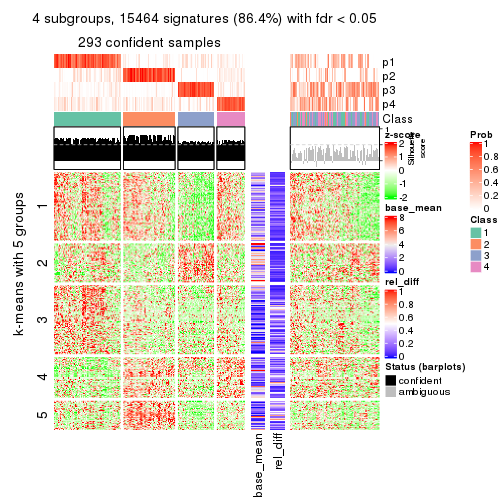 4 subgroups, 15464 signatures (86.4%) with fdr < 0.05
293 confident samples
p1
p2
p3
p4
Class
1
Silhouette
score
k-means with 5 groups
1
2
3
4
5
base_mean
rel_diff
z-score
2
1
0
-1
-2
base_mean
8
6
4
2
0
rel_diff
1
0.8
0.6
0.4
0.2
0
Status (barplots)
confident
ambiguous
Prob
1
0.8
0.6
0.4
0.2
0
Class
1
2
3
4